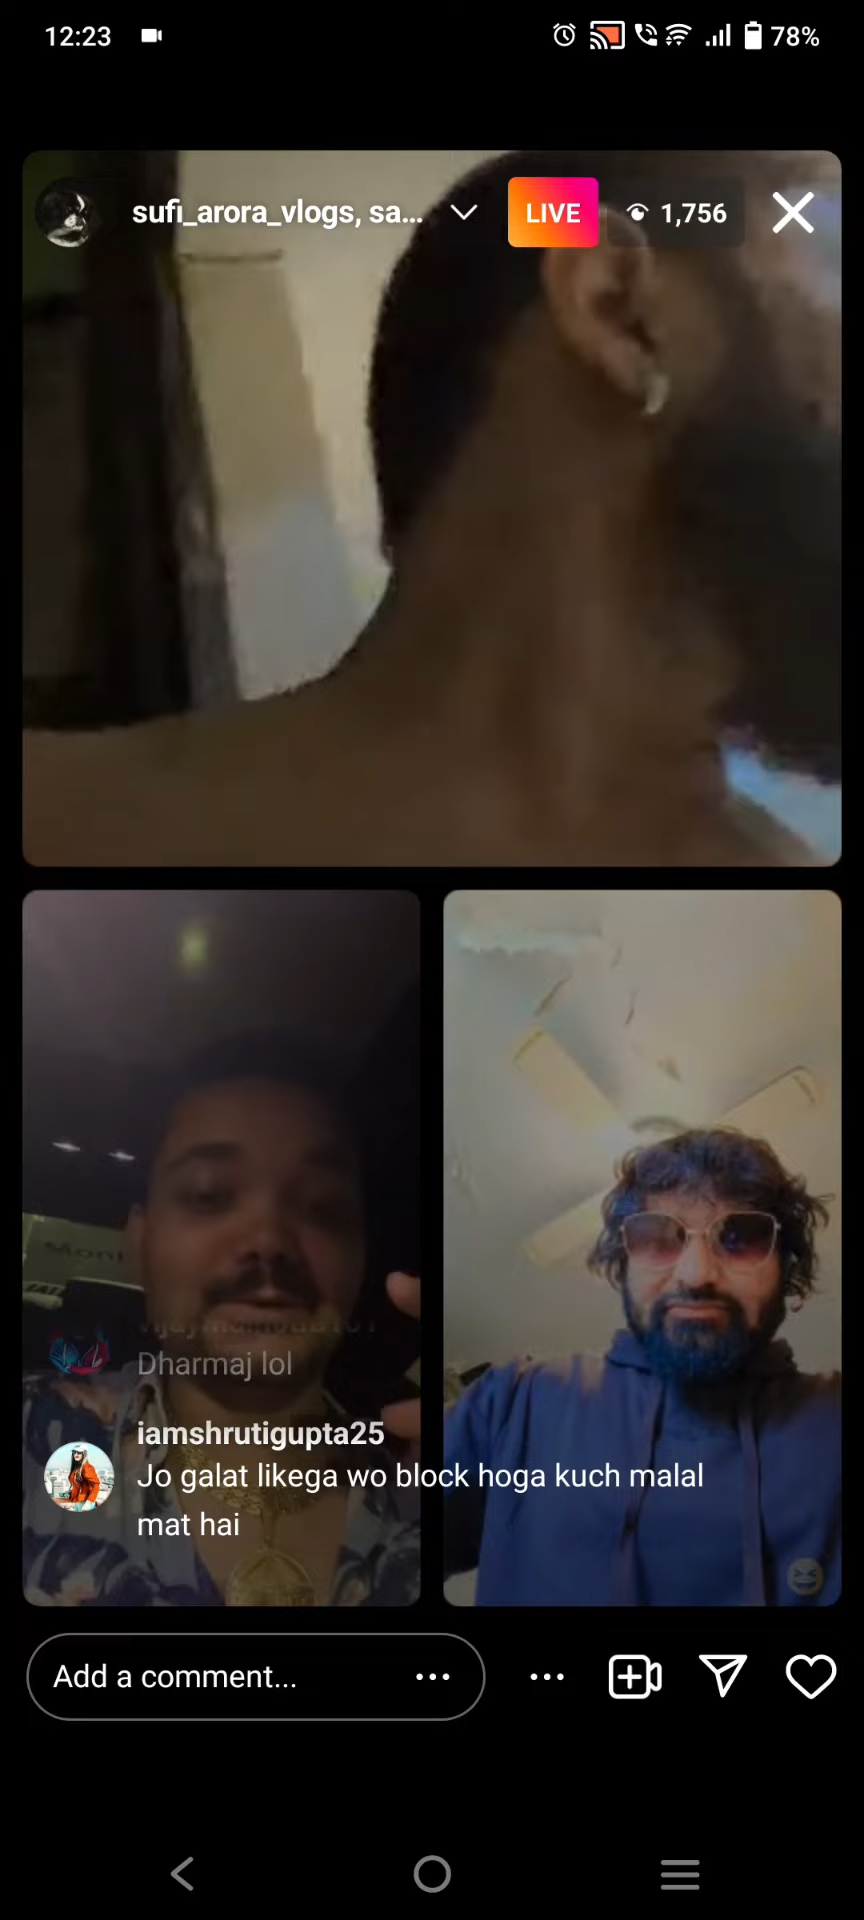 12:23
78%
sufi_arora_vlogs, sa...
LIVE
1,756
Dharmaj lol
iamshrutigupta25
Jo galat likega wo block hoga kuch malal
mat hai
Add a comment...